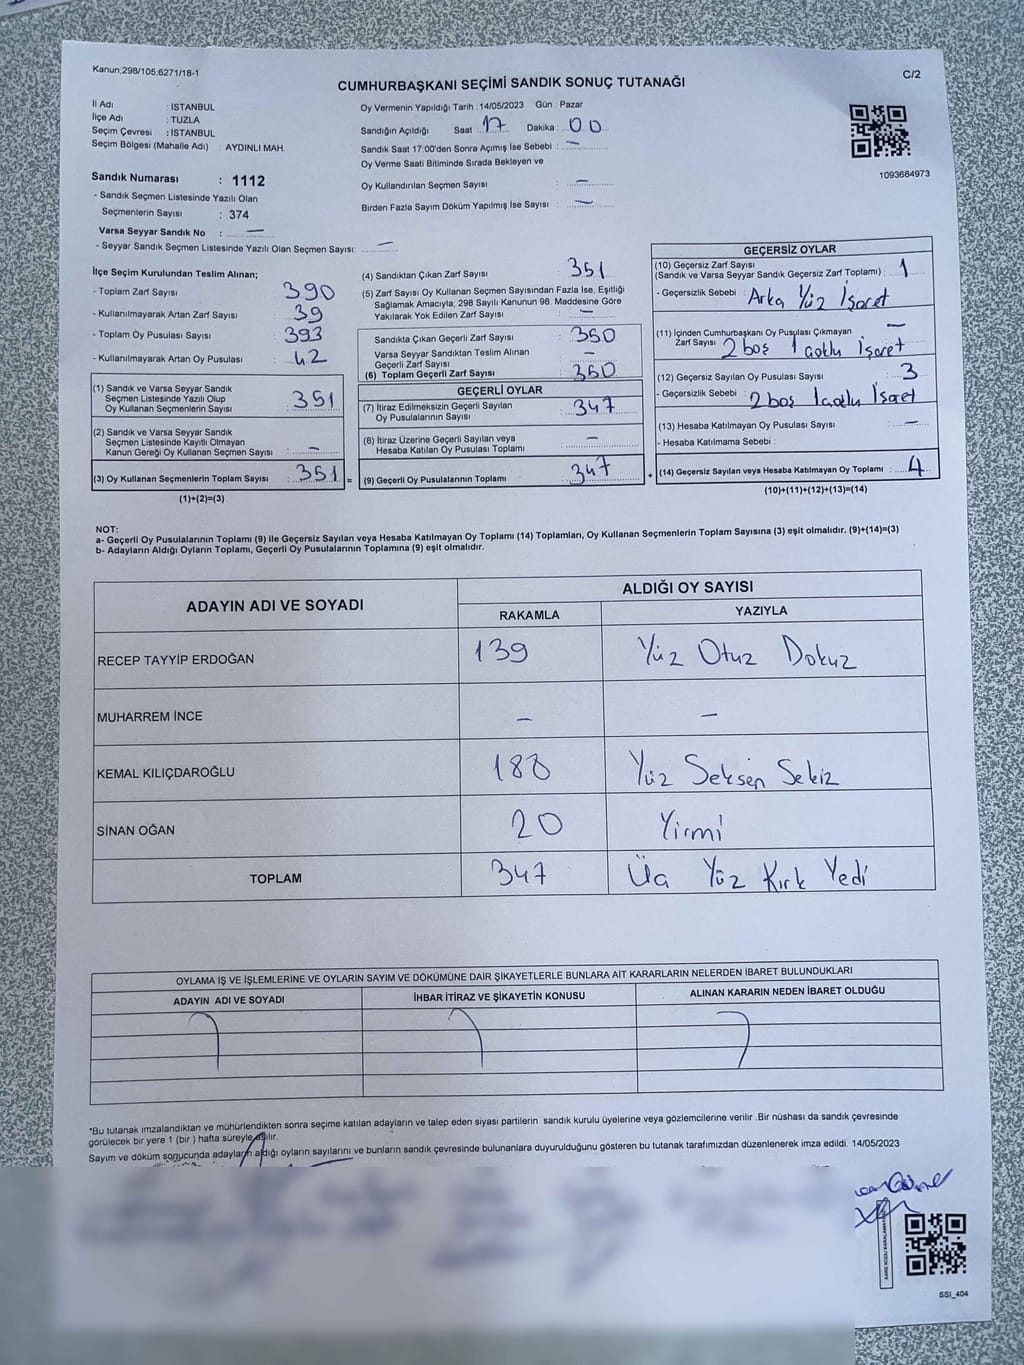 Kanun:298/105;6271/18-1
C/2
CUMHURBAŞKANI SEÇİMİ SANDIK SONUÇ TUTANAĞI
İl Adı : İSTANBUL
İlçe Adı : TUZLA
Seçim Çevresi : İSTANBUL
Seçim Bölgesi (Mahalle Adı) : AYDINLI MAH.
Oy Vermenin Yapıldığı Tarih :14/05/2023 Gün : Pazar
Sandığın Açıldığı Saat : 17 Dakika : 00
Sandık Saat 17:00'den Sonra Açımış İse Sebebi : –
Oy Verme Saati Bitiminde Sırada Bekleyen ve
Oy Kullandırılan Seçmen Sayısı : –
Birden Fazla Sayım Döküm Yapılmış İse Sayısı : –
1093684973
Sandık Numarası : 1112
- Sandık Seçmen Listesinde Yazılı Olan
Seçmenlerin Sayısı : 374
Varsa Seyyar Sandık No : –
- Seyyar Sandık Seçmen Listesinde Yazılı Olan Seçmen Sayısı: –
İlçe Seçim Kurulundan Teslim Alınan;
- Toplam Zarf Sayısı : 390
- Kullanılmayarak Artan Zarf Sayısı : 39
- Toplam Oy Pusulası Sayısı : 393
- Kullanılmayarak Artan Oy Pusulası : 42
(1) Sandık ve Varsa Seyyar Sandık
Seçmen Listesinde Yazılı Olup
Oy Kullanan Seçmenlerin Sayısı : 351
(2) Sandık ve Varsa Seyyar Sandık
Seçmen Listesinde Kayıtlı Olmayan
Kanun Gereği Oy Kullanan Seçmen Sayısı : –
(3) Oy Kullanan Seçmenlerin Toplam Sayısı : 351 =
(1)+(2)=(3)
(4) Sandıktan Çıkan Zarf Sayısı : 351
(5) Zarf Sayısı Oy Kullanan Seçmen Sayısından Fazla İse, Eşitliği
Sağlamak Amacıyla, 298 Sayılı Kanunun 98. Maddesine Göre
Yakılarak Yok Edilen Zarf Sayısı : –
Sandıkta Çıkan Geçerli Zarf Sayısı : 350
Varsa Seyyar Sandıktan Teslim Alınan
Geçerli Zarf Sayısı : –
(6) Toplam Geçerli Zarf Sayısı : 350
GEÇERLİ OYLAR
(7) İtiraz Edilmeksizin Geçerli Sayılan
Oy Pusulalarının Sayısı : 347
(8) İtiraz Üzerine Geçerli Sayılan veya
Hesaba Katılan Oy Pusulası Toplamı : –
(9) Geçerli Oy Pusulalarının Toplamı : 347 +
GEÇERSİZ OYLAR
(10) Geçersiz Zarf Sayısı
(Sandık ve Varsa Seyyar Sandık Geçersiz Zarf Toplamı) : 1
- Geçersizlik Sebebi : Arka Yüz İşaret
(11) İçinden Cumhurbaşkanı Oy Pusulası Çıkmayan
Zarf Sayısı –
2 boş 1 çoklu İşaret
(12) Geçersiz Sayılan Oy Pusulası Sayısı : 3
- Geçersizlik Sebebi : 2 boş 1 çoklu İşaret
(13) Hesaba Katılmayan Oy Pusulası Sayısı : –
- Hesaba Katılmama Sebebi :
(14) Geçersiz Sayılan veya Hesaba Katılmayan Oy Toplamı : 4
(10)+(11)+(12)+(13)=(14)
NOT:
a- Geçerli Oy Pusulaları Toplamı (9) ile Geçersiz Sayılan veya Hesaba Katılmayan Oy Toplamı (14) Toplamları, Oy Kullanan Seçmenlerin Toplam Sayısına (3) eşit olmalıdır. (9)+(14)=(3)
b- Adayların Aldığı Oyların Toplamı, Geçerli Oy Pusulalarının Toplamına (9) eşit olmalıdır.
ADAYIN ADI VE SOYADI
ALDIĞI OY SAYISI
RAKAMLA YAZIYLA
RECEP TAYYİP ERDOĞAN 139 Yüz Otuz Dokuz
MUHARREM İNCE – –
KEMAL KILIÇDAROĞLU 188 Yüz Seksen Sekiz
SİNAN OĞAN 20 Yirmi
TOPLAM 347 Üç Yüz Kırk Yedi
OYLAMA İŞ VE İŞLEMLERİNE VE OYLARIN SAYIM VE DÖKÜMÜNE DAİR ŞİKAYETLERLE BUNLARA AİT KARARLARIN NELERDEN İBARET BULUNDUKLARI
ADAYIN ADI VE SOYADI İHBAR İTİRAZ VE ŞİKAYETİN KONUSU ALINAN KARARIN NEDEN İBARET OLDUĞU
*Bu tutanak imzalandıktan ve mühürlendikten sonra seçime katılan adayların ve talep eden siyasi partilerin sandık kurulu üyelerine veya gözlemcilerine verilir .Bir nüshası da sandık çevresinde
görülecek bir yere 1 (bir ) hafta süreyle asılır.
Sayım ve döküm sonucunda adayların aldığı oyların sayılarını ve bunların sandık çevresinde bulunanlara duyurulduğunu gösteren bu tutanak tarafımızdan düzenlenerek imza edildi. 14/05/2023
SSI_404